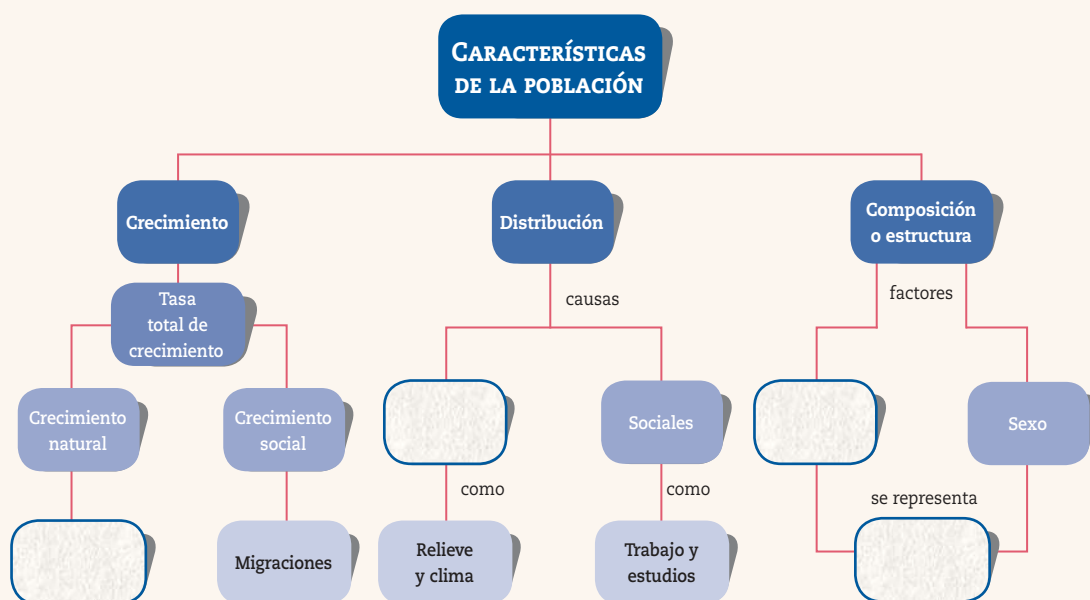 CARACTERÍSTICAS
DE LA POBLACIÓN
Crecimiento
Distribución
Composición
o estructura
Tasa
total de
crecimiento
causas
factores
Crecimiento
natural
Crecimiento
social
Sociales
Sexo
como
como
se representa
Migraciones
Relieve
y clima
Trabajo y
estudios